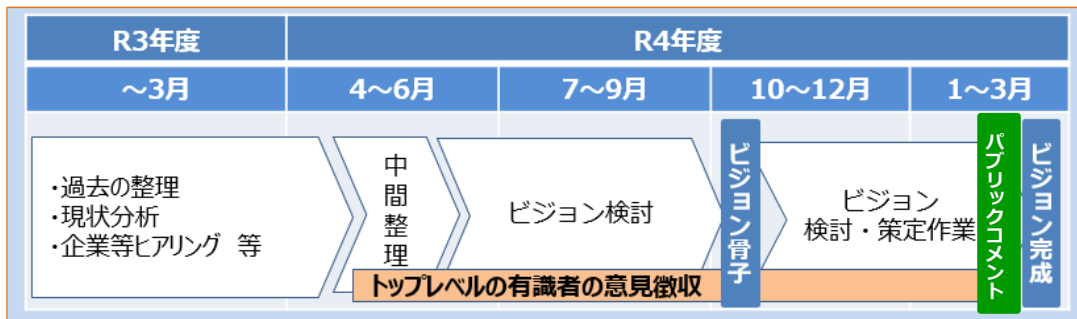 R3年度
R4年度
～3月
4～6月
7～9月
10～12月
1～3月
・過去の整理
・現状分析
・企業等ヒアリング 等
中間整理
ビジョン検討
ビジョン骨子
ビジョン
検討・策定作業
パブリックコメント
ビジョン完成
トップレベルの有識者の意見徴収